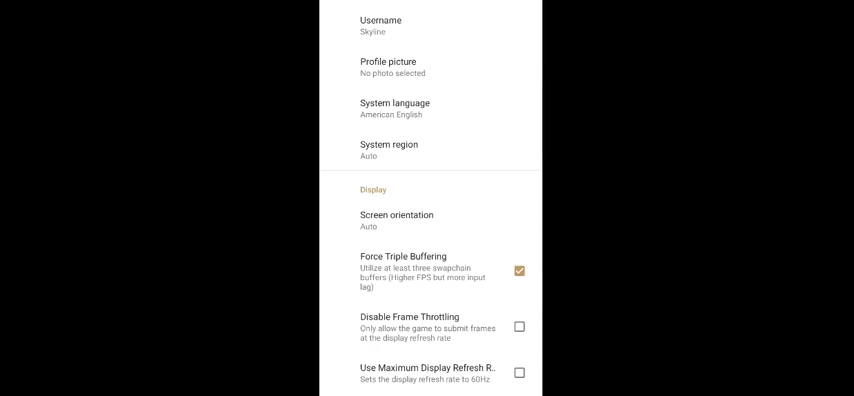 Username
Skyline
Profile picture
No photo selected
System language
American English
System region
Auto
Display
Screen orientation
Auto
Force Triple Buffering
Utilize at least three swapchain
buffers (Higher FPS but more input
lag)
Disable Frame Throttling
Only allow the game to submit frames
at the display refresh rate
Use Maximum Display Refresh R..
Sets the display refresh rate to 60Hz